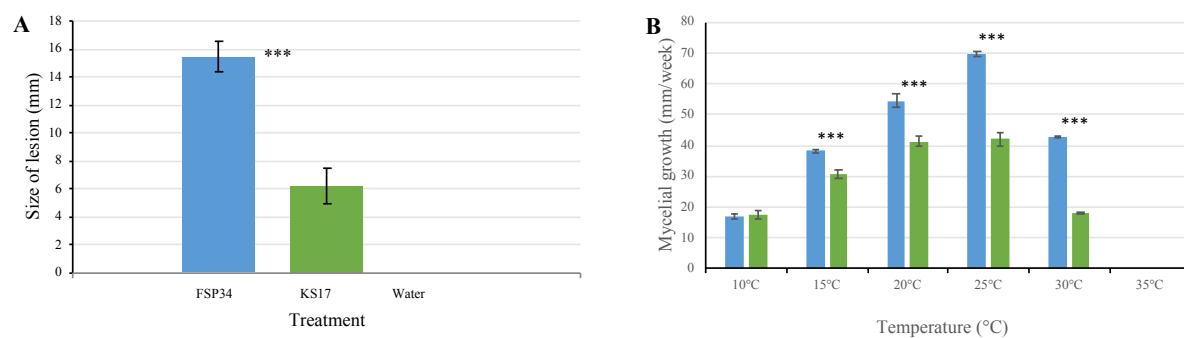 A
18
16
14
12
10
8
6
4
2
0
Size of lesion (mm)
***
FSP34 KS17 Water
Treatment
B
80
70
60
50
40
30
20
10
0
Mycelial growth (mm/week)
*** *** *** ***
10°C 15°C 20°C 25°C 30°C 35°C
Temperature (°C)